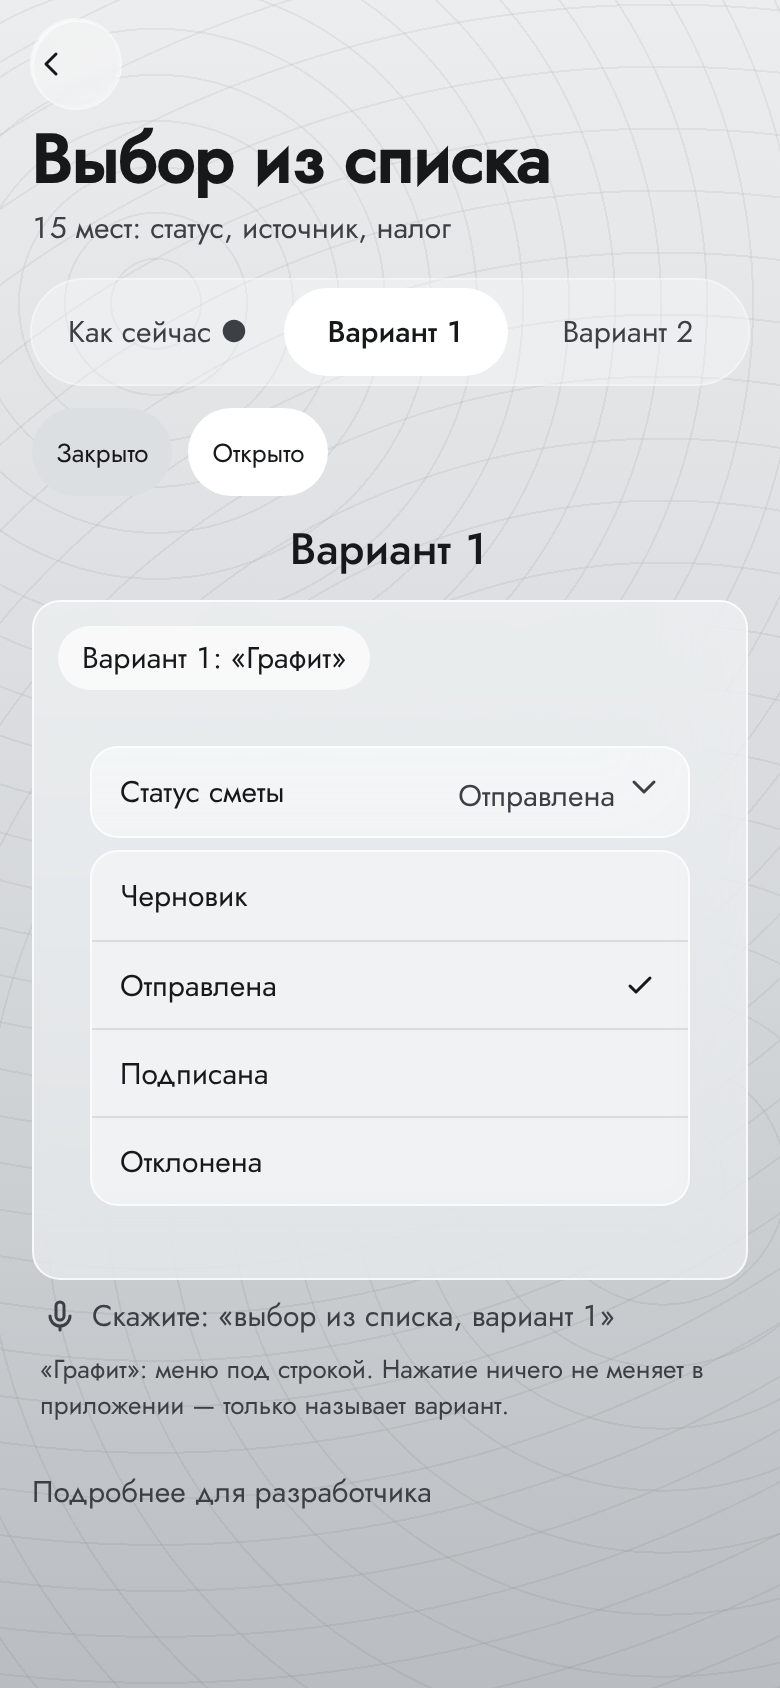 Выбор из списка
15 мест: статус, источник, налог
Как сейчас
Вариант 1
Вариант 2
Закрыто
Открыто
Вариант 1
Вариант 1: «Графит»
Статус сметы
Отправлена
Черновик
Отправлена
Подписана
Отклонена
Скажите: «выбор из списка, вариант 1»
«Графит»: меню под строкой. Нажатие ничего не меняет в
приложении — только называет вариант.
Подробнее для разработчика